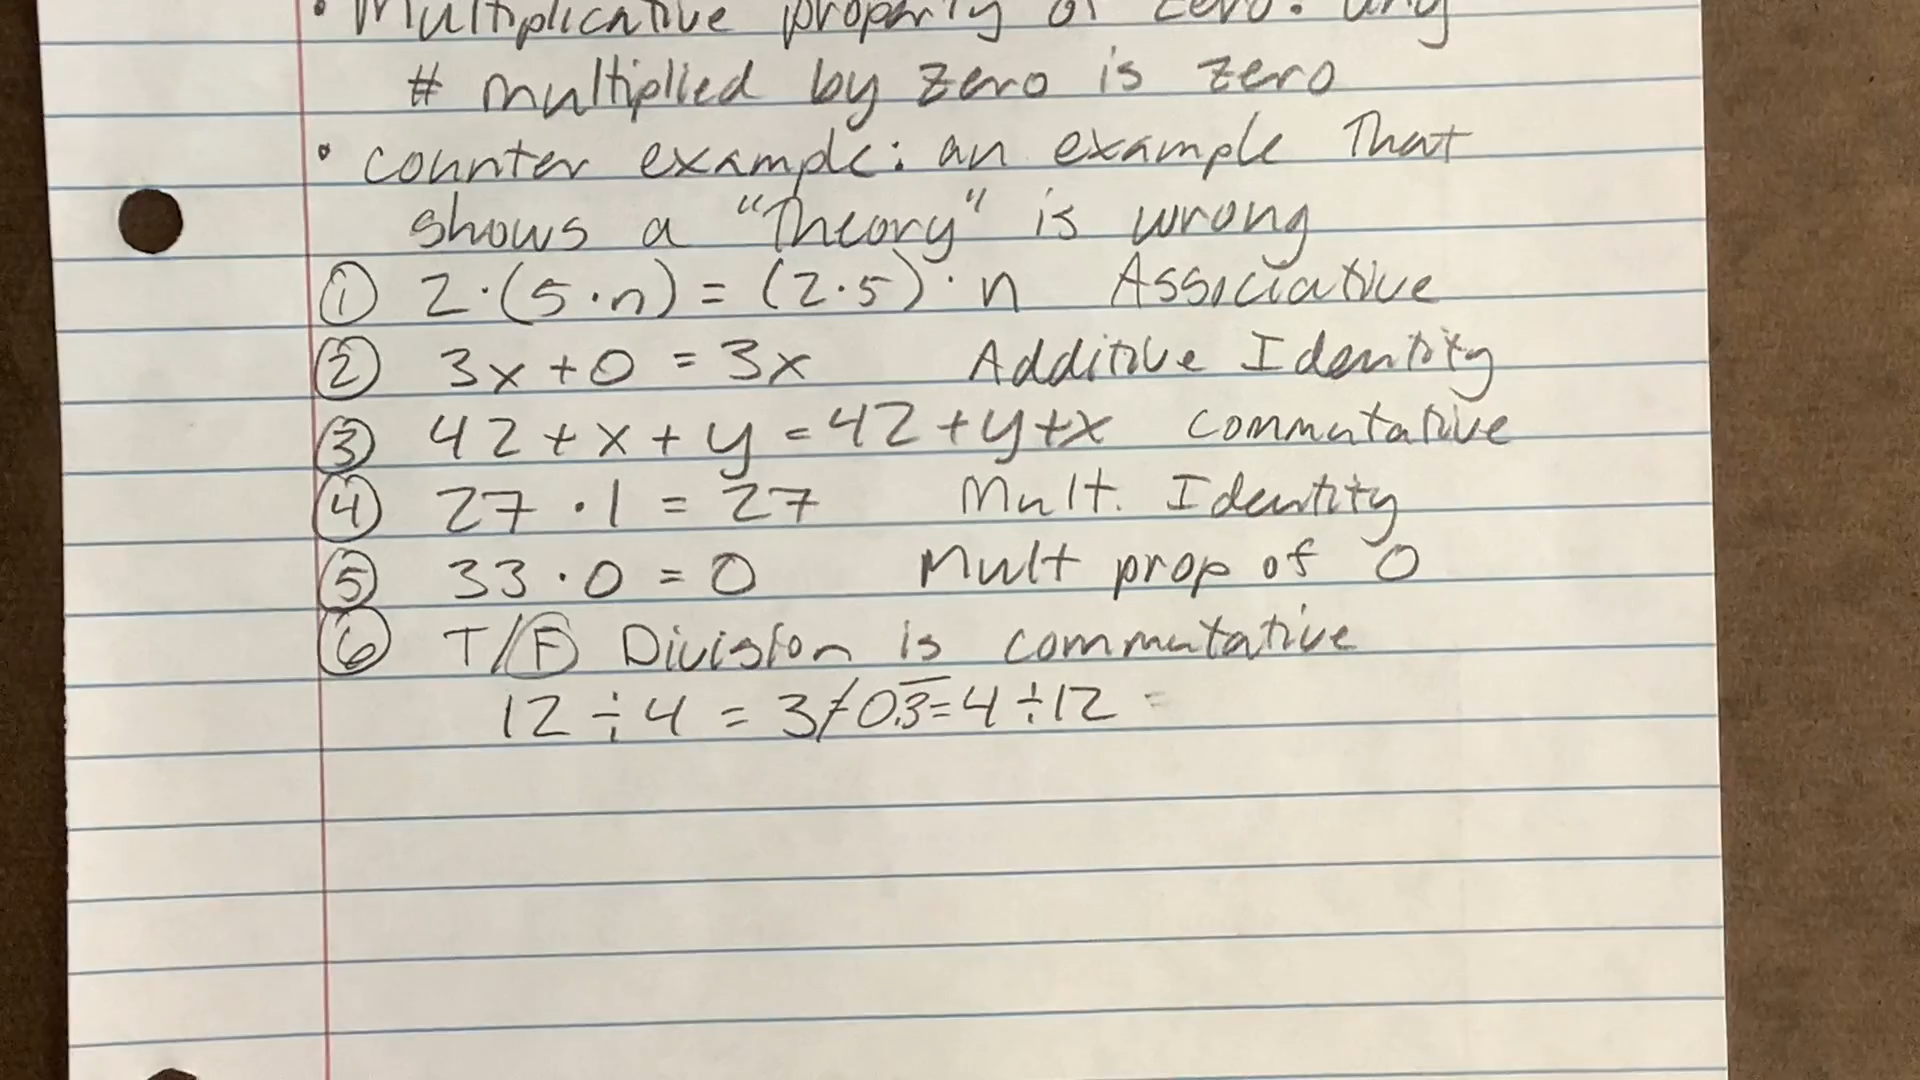 • Multiplicative property of zero: any
# multiplied by zero is zero
• counter example: an example that
shows a "theory" is wrong
① 2·(5·n) = (2·5)·n Associative
② 3x+0 = 3x Additive Identity
③ 42+x+y = 42+y+x commutative
④ 27·1 = 27 Mult. Identity
⑤ 33·0 = 0 Mult prop of 0
⑥ T/Ⓕ Division is commutative
12÷4 = 3≠0.3̅=4÷12